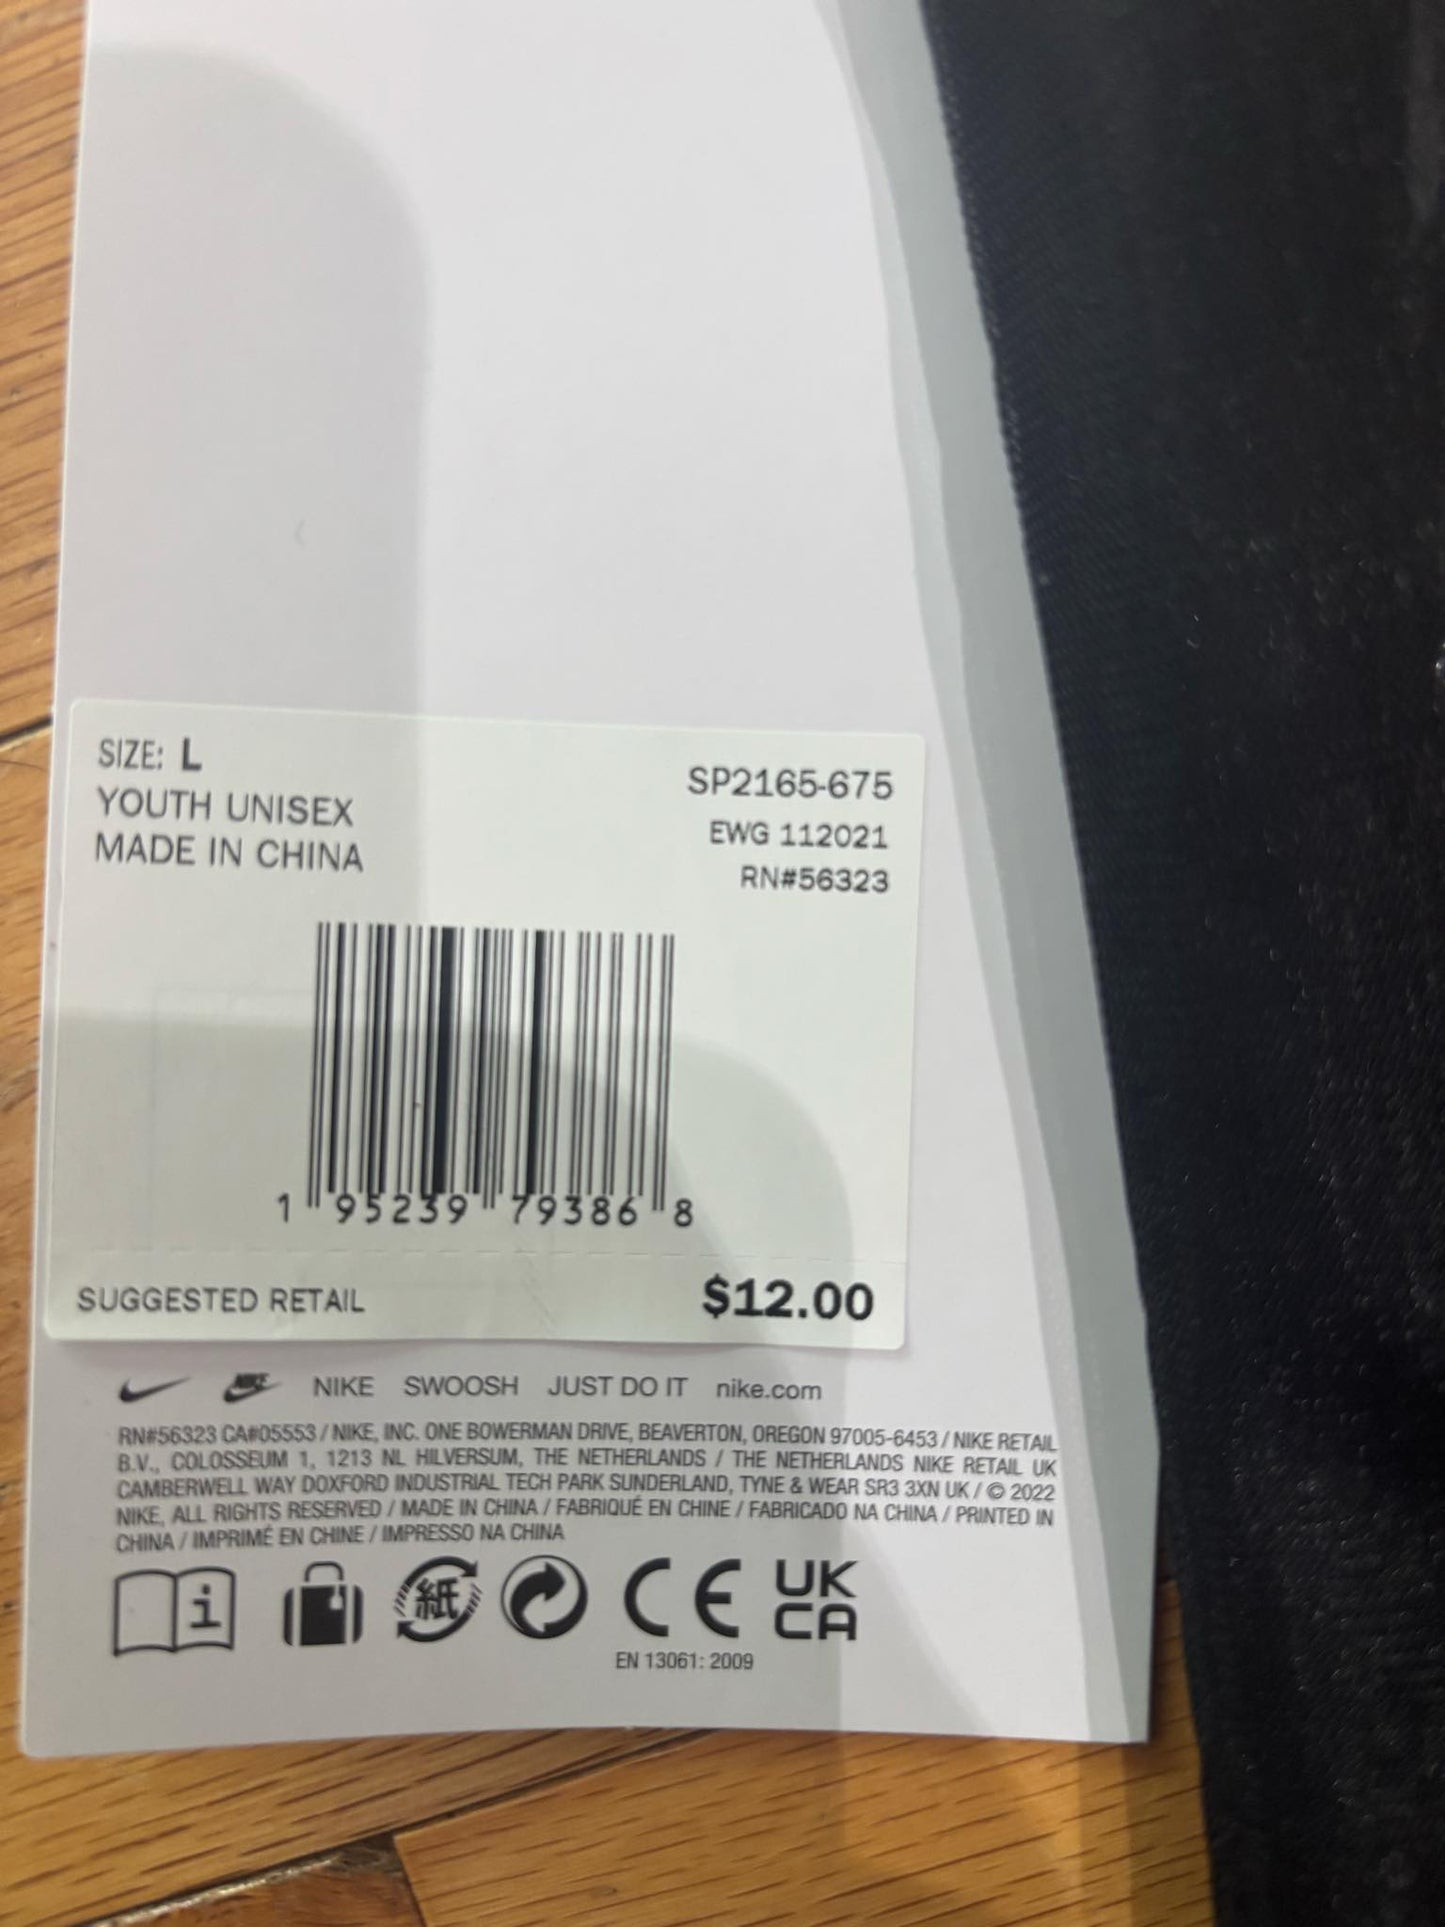 SIZE: L
YOUTH UNISEX
MADE IN CHINA
SP2165-675
EWG 112021
RN#56323
1 95239 79386 8
SUGGESTED RETAIL $12.00
NIKE NIKE SWOOSH JUST DO IT nike.com
RN#56323 CA#05553 / NIKE, INC. ONE BOWERMAN DRIVE, BEAVERTON, OREGON 97005-6453 / NIKE RETAIL
B.V., COLOSSEUM 1, 1213 NL HILVERSUM, THE NETHERLANDS / THE NETHERLANDS NIKE RETAIL UK
CAMBERWELL WAY DOXFORD INDUSTRIAL TECH PARK SUNDERLAND, TYNE & WEAR SR3 3XN UK / © 2022
NIKE, ALL RIGHTS RESERVED / MADE IN CHINA / FABRIQUÉ EN CHINE / FABRICADO NA CHINA / PRINTED IN
CHINA / IMPRIMÉ EN CHINE / IMPRESSO NA CHINA
i 紙 CE UK
CA
EN 13061: 2009